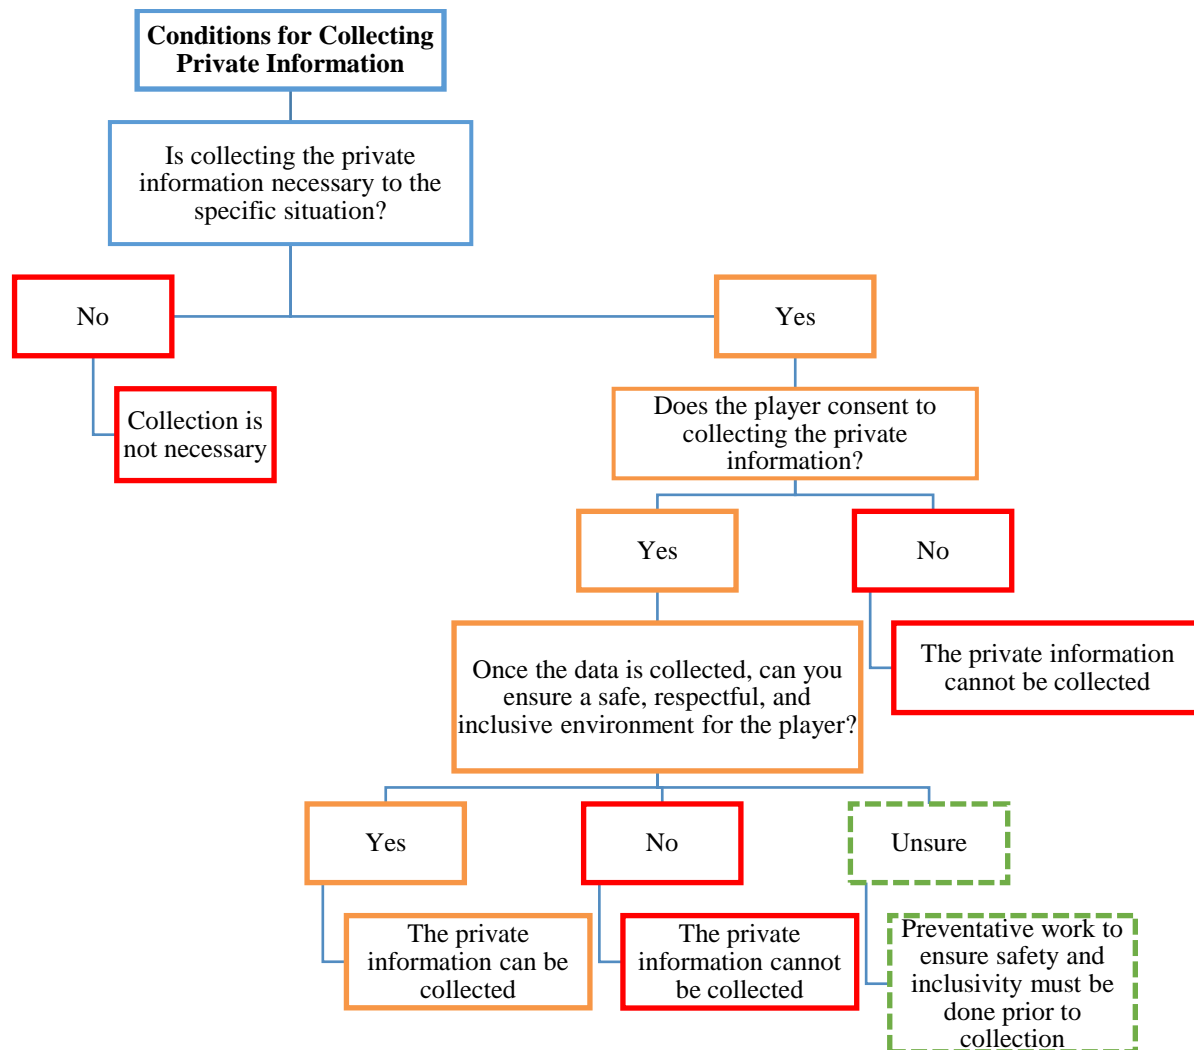 Conditions for Collecting
Private Information
Is collecting the private
information necessary to the
specific situation?
No
Yes
Collection is
not necessary
Does the player consent to
collecting the private
information?
Yes
No
The private information
cannot be collected
Once the data is collected, can you
ensure a safe, respectful, and
inclusive environment for the player?
Yes
No
Unsure
The private
information can be
collected
The private
information cannot
be collected
Preventative work to
ensure safety and
inclusivity must be
done prior to
collection